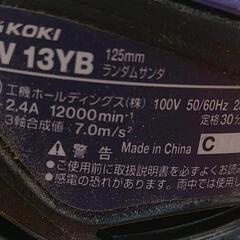 KOKI
V 13YB 125mm
ランダムサンダ
工機ホールディングス(株) 100V 50/60Hz
2.4A 12000min⁻¹ 定格30分
3軸合成値 7.0m/s²
警告 Made in China C
ご使用前に取扱説明書を必ずお読み
感電の恐れがあります。雨中では使用し